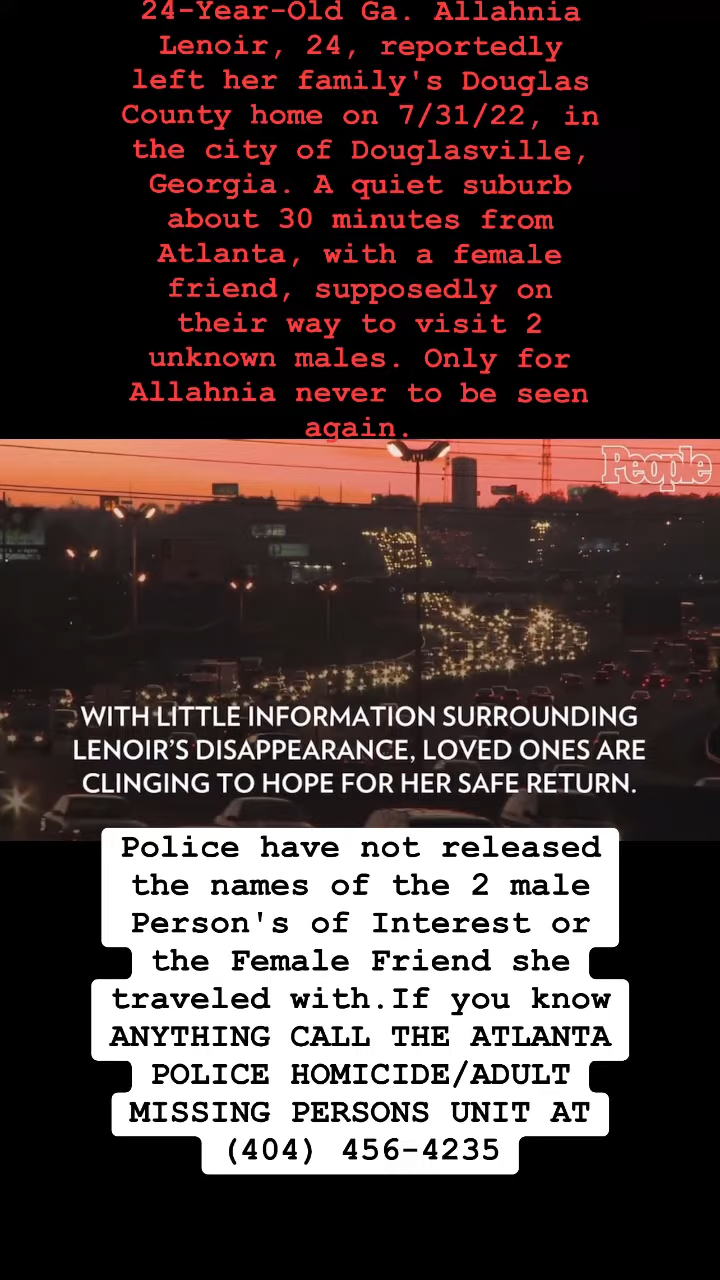 24-Year-Old Ga. Allahnia
Lenoir, 24, reportedly
left her family's Douglas
County home on 7/31/22, in
the city of Douglasville,
Georgia. A quiet suburb
about 30 minutes from
Atlanta, with a female
friend, supposedly on
their way to visit 2
unknown males. Only for
Allahnia never to be seen
again.
People
WITH LITTLE INFORMATION SURROUNDING
LENOIR'S DISAPPEARANCE, LOVED ONES ARE
CLINGING TO HOPE FOR HER SAFE RETURN.
Police have not released
the names of the 2 male
Person's of Interest or
the Female Friend she
traveled with.If you know
ANYTHING CALL THE ATLANTA
POLICE HOMICIDE/ADULT
MISSING PERSONS UNIT AT
(404) 456-4235